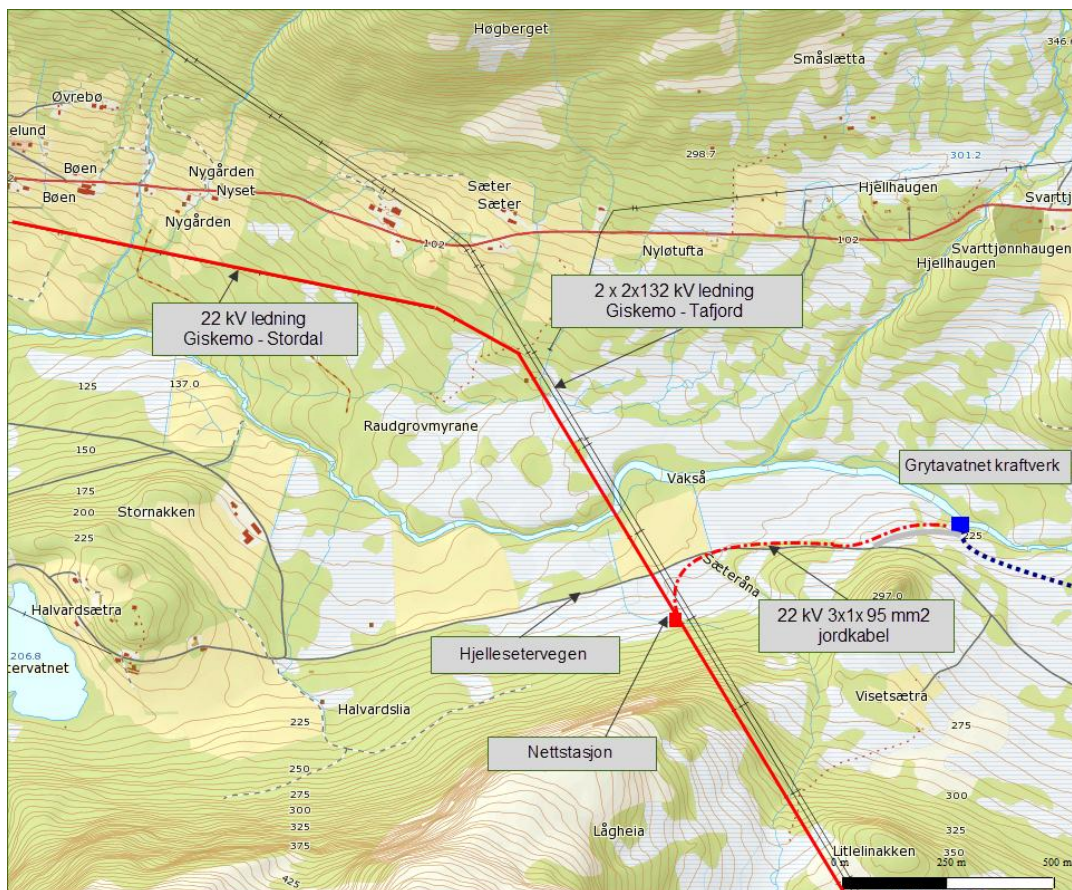 Høgberget
Småslætta
346.6
Øvrebø
elund
Bøen
Bøen
Nygården
Nyset
Nygården
298.7
301.2
Sæter
Sæter
Hjellhaugen
Svarttj
102
Nyløtufta
102
Svarttjønnhaugen
Hjellhaugen
22 kV ledning
Giskemo - Stordal
2 x 2x132 kV ledning
Giskemo - Tafjord
125
137.0
Raudgrovmyrane
150
175
200
225
Stornakken
Vakså
Grytavatnet kraftverk
225
Sæteråna
297.0
22 kV 3x1x 95 mm2
jordkabel
Halvardsætra
206.8
tervatnet
Hjellesetervegen
Halvardslia
225
Visetsætra
275
Nettstasjon
250
275
300
325
375
425
300
325
350
Lågheia
Litlelinakken
0 m
250 m
500 m